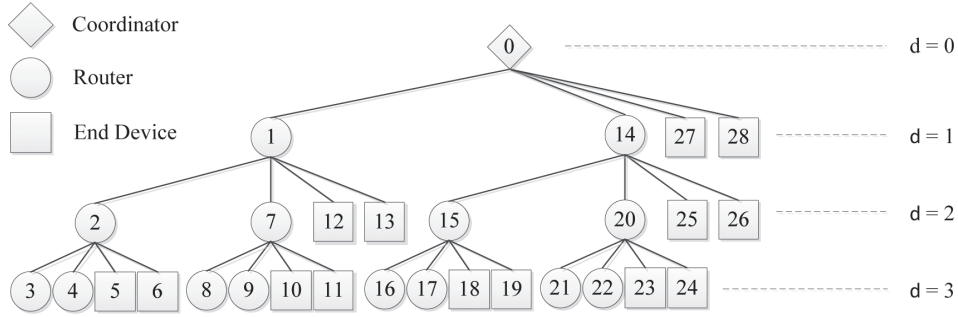 Coordinator
Router
End Device
0 d = 0
1 14 27 28 d = 1
2 7 12 13 15 20 25 26 d = 2
3 4 5 6 8 9 10 11 16 17 18 19 21 22 23 24 d = 3